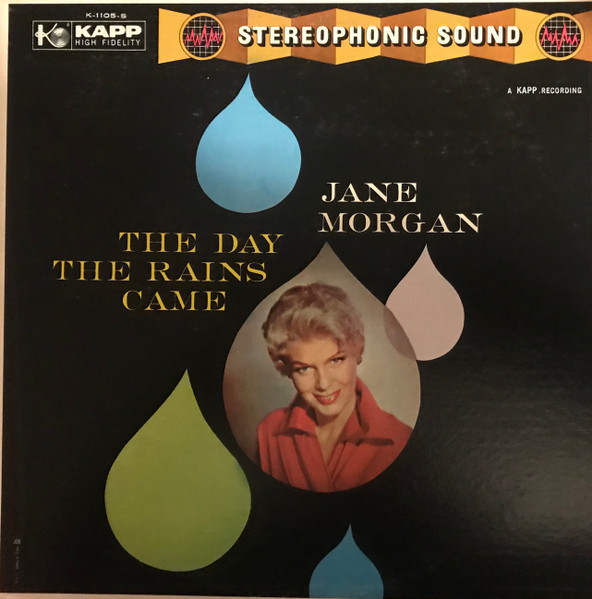 K-1105-S
KAPP
HIGH FIDELITY
STEREOPHONIC SOUND
A KAPP RECORDING
JANE
MORGAN
THE DAY
THE RAINS
CAME